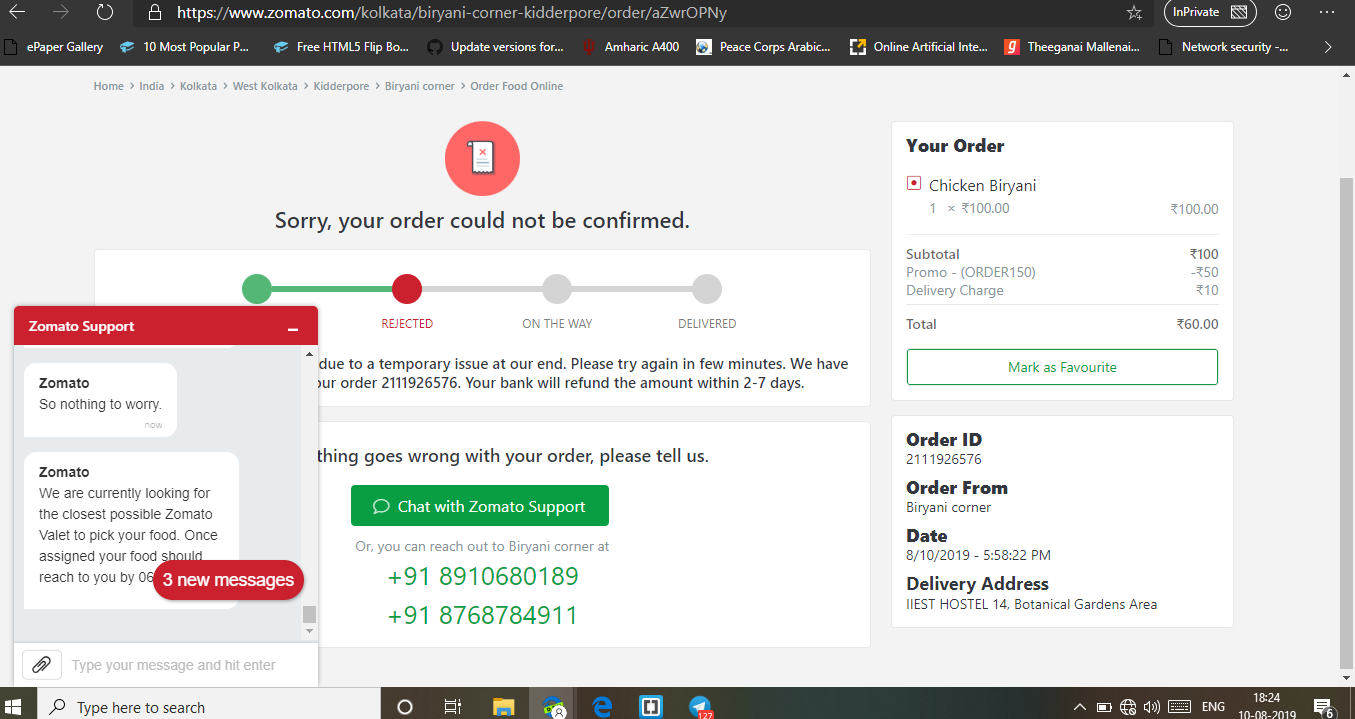 https://www.zomato.com/kolkata/biryani-corner-kidderpore/order/aZwrOPNy
InPrivate
ePaper Gallery
10 Most Popular P...
Free HTML5 Flip Bo...
Update versions for...
Amharic A400
Peace Corps Arabic...
Online Artificial Inte...
Theeganai Mellenai...
Network security -...
Home > India > Kolkata > West Kolkata > Kidderpore > Biryani corner > Order Food Online
Sorry, your order could not be confirmed.
REJECTED
ON THE WAY
DELIVERED
due to a temporary issue at our end. Please try again in few minutes. We have
our order 2111926576. Your bank will refund the amount within 2-7 days.
thing goes wrong with your order, please tell us.
Chat with Zomato Support
Or, you can reach out to Biryani corner at
+91 8910680189
+91 8768784911
Your Order
Chicken Biryani
1 × ₹100.00 ₹100.00
Subtotal ₹100
Promo - (ORDER150) -₹50
Delivery Charge ₹10
Total ₹60.00
Mark as Favourite
Order ID
2111926576
Order From
Biryani corner
Date
8/10/2019 - 5:58:22 PM
Delivery Address
IIEST HOSTEL 14, Botanical Gardens Area
Zomato Support
Zomato
So nothing to worry.
now
Zomato
We are currently looking for
the closest possible Zomato
Valet to pick your food. Once
assigned your food should
reach to you by 06
3 new messages
Type your message and hit enter
Type here to search
127
ENG
18:24
10-08-2019
6